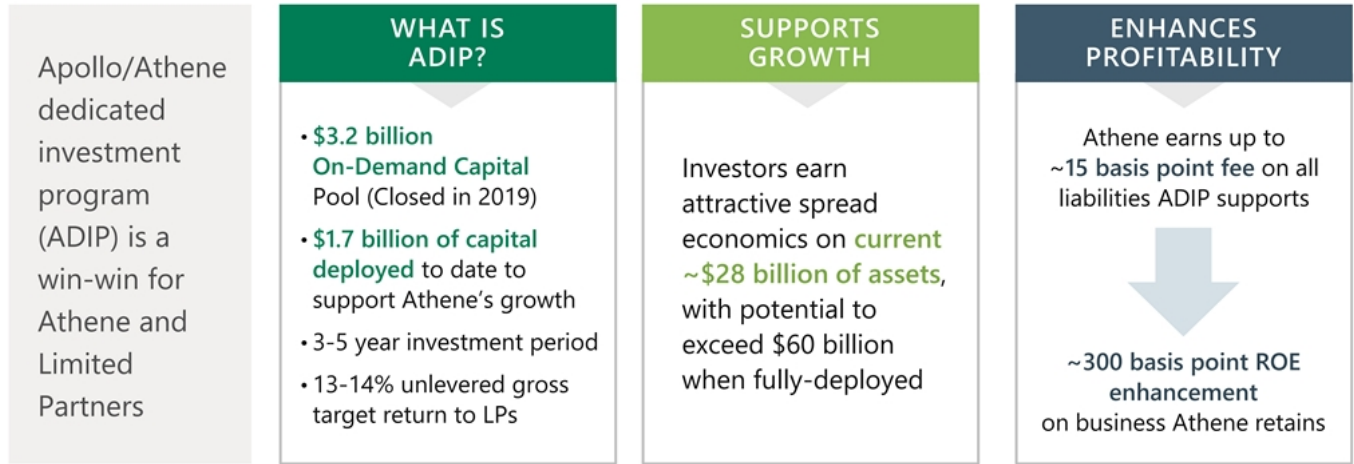 Apollo/Athene
dedicated
investment
program
(ADIP) is a
win-win for
Athene and
Limited
Partners
WHAT IS
ADIP?
• $3.2 billion
On-Demand Capital
Pool (Closed in 2019)
• $1.7 billion of capital
deployed to date to
support Athene’s growth
• 3-5 year investment period
• 13-14% unlevered gross
target return to LPs
SUPPORTS
GROWTH
Investors earn
attractive spread
economics on current
~$28 billion of assets,
with potential to
exceed $60 billion
when fully-deployed
ENHANCES
PROFITABILITY
Athene earns up to
~15 basis point fee on all
liabilities ADIP supports
~300 basis point ROE
enhancement
on business Athene retains